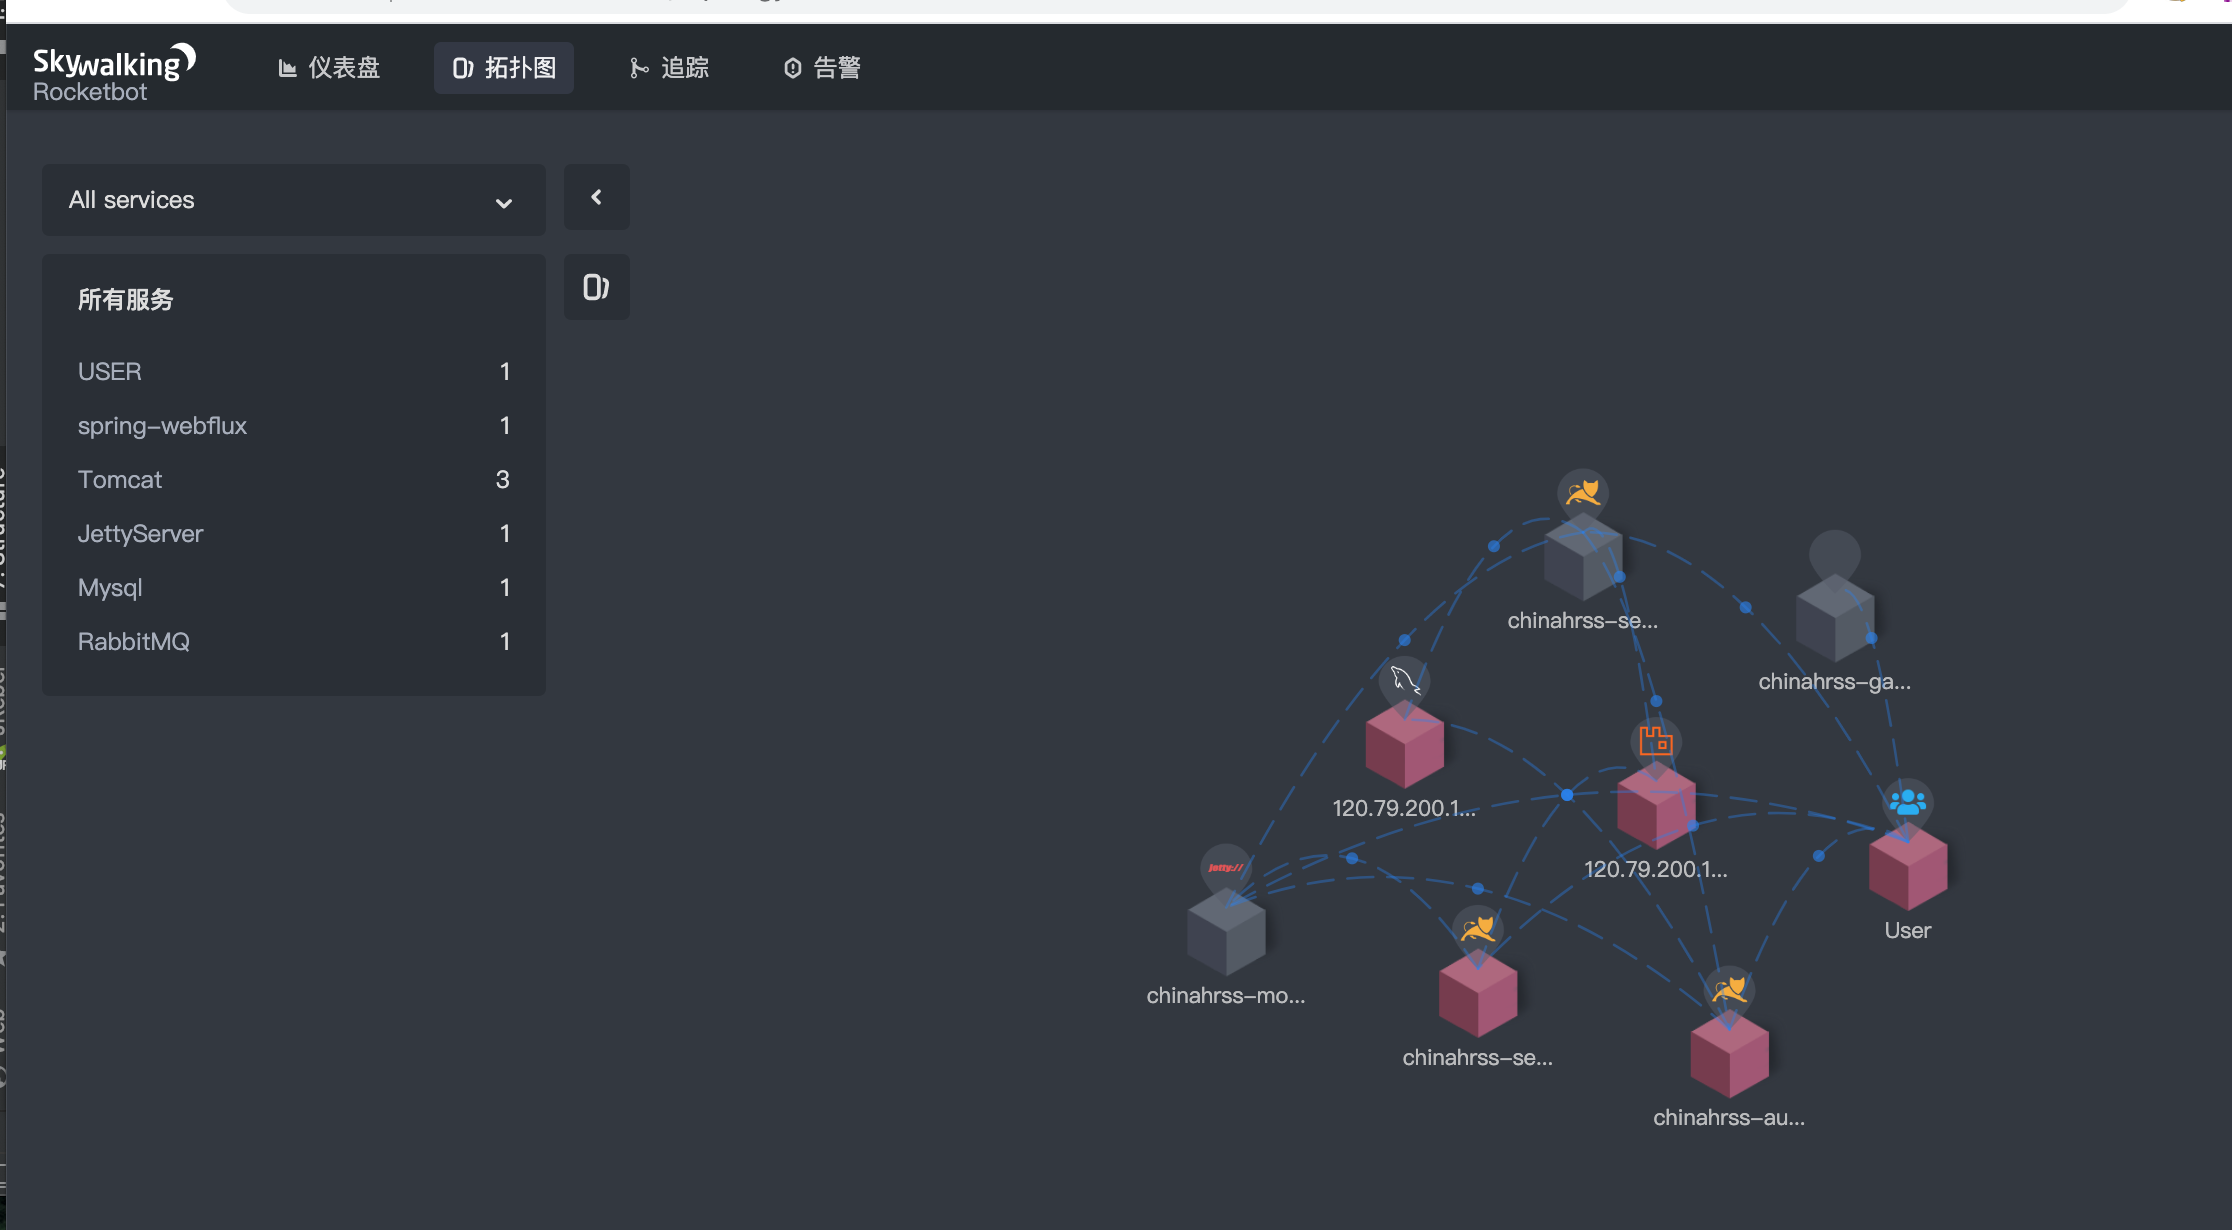 Skywalking
Rocketbot
仪表盘
拓扑图
追踪
告警
All services
所有服务
USER 1
spring-webflux 1
Tomcat 3
JettyServer 1
Mysql 1
RabbitMQ 1
chinahrss-se...
chinahrss-ga...
120.79.200.1...
120.79.200.1...
Jetty://
User
chinahrss-mo...
chinahrss-se...
chinahrss-au...